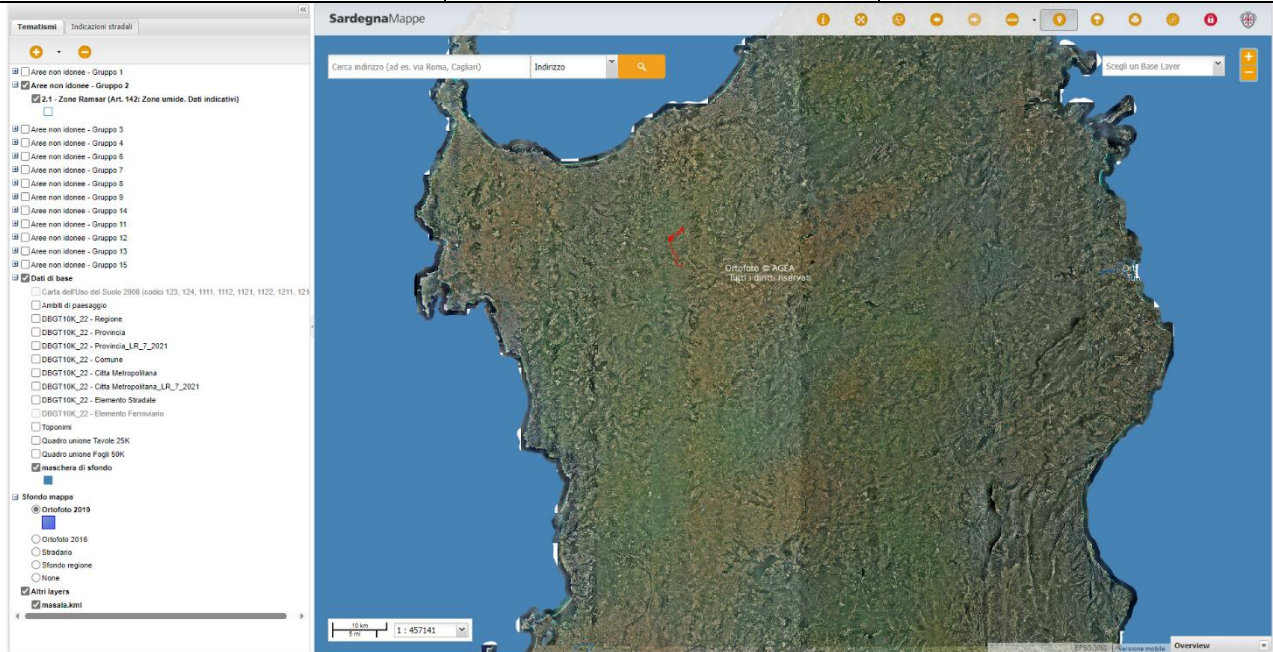 Tematismi
Indicazioni stradali
Aree non idonee - Gruppo 1
Aree non idonee - Gruppo 2
2.1 - Zone Ramsar (Art. 142: Zone umide. Dati indicativi)
Aree non idonee - Gruppo 3
Aree non idonee - Gruppo 4
Aree non idonee - Gruppo 6
Aree non idonee - Gruppo 7
Aree non idonee - Gruppo 8
Aree non idonee - Gruppo 9
Aree non idonee - Gruppo 14
Aree non idonee - Gruppo 11
Aree non idonee - Gruppo 12
Aree non idonee - Gruppo 13
Aree non idonee - Gruppo 15
Dati di base
Carta dell'Uso del Suolo 2008 (codici 123, 124, 1111, 1112, 1121, 1122, 1211, 121
Ambiti di paesaggio
DBGT10K_22 - Regione
DBGT10K_22 - Provincia
DBGT10K_22 - Provincia_LR_7_2021
DBGT10K_22 - Comune
DBGT10K_22 - Citta Metropolitana
DBGT10K_22 - Citta Metropolitana_LR_7_2021
DBGT10K_22 - Elemento Stradale
DBGT10K_22 - Elemento Ferroviario
Toponimi
Quadro unione Tavole 25K
Quadro unione Fogli 50K
maschera di sfondo
Sfondo mappa
Ortofoto 2019
Ortofoto 2016
Stradario
Sfondo regione
None
Altri layers
masala.kml
SardegnaMappe
Cerca indirizzo (ad es. via Roma, Cagliari)
Indirizzo
Scegli un Base Layer
Ortofoto © AGEA
Tutti i diritti riservati
Ort
Tu
10 km
5 mi
1 : 457141
versione mobile
Overview